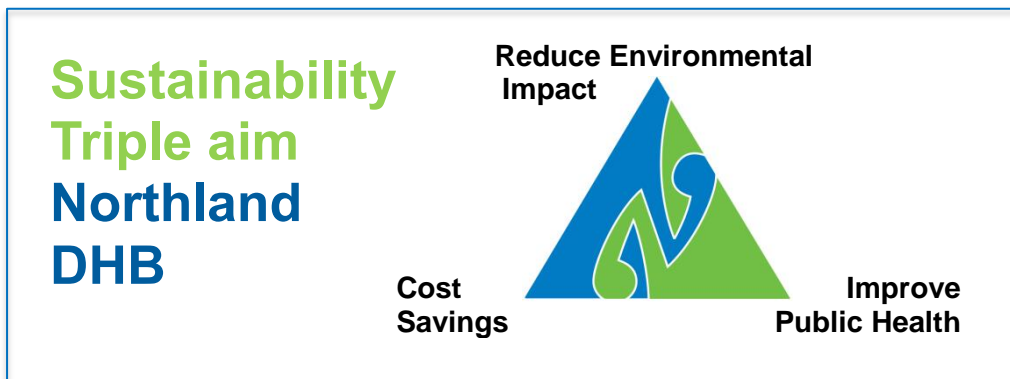 Sustainability
Triple aim
Northland
DHB
Reduce Environmental
Impact
Cost
Savings
Improve
Public Health